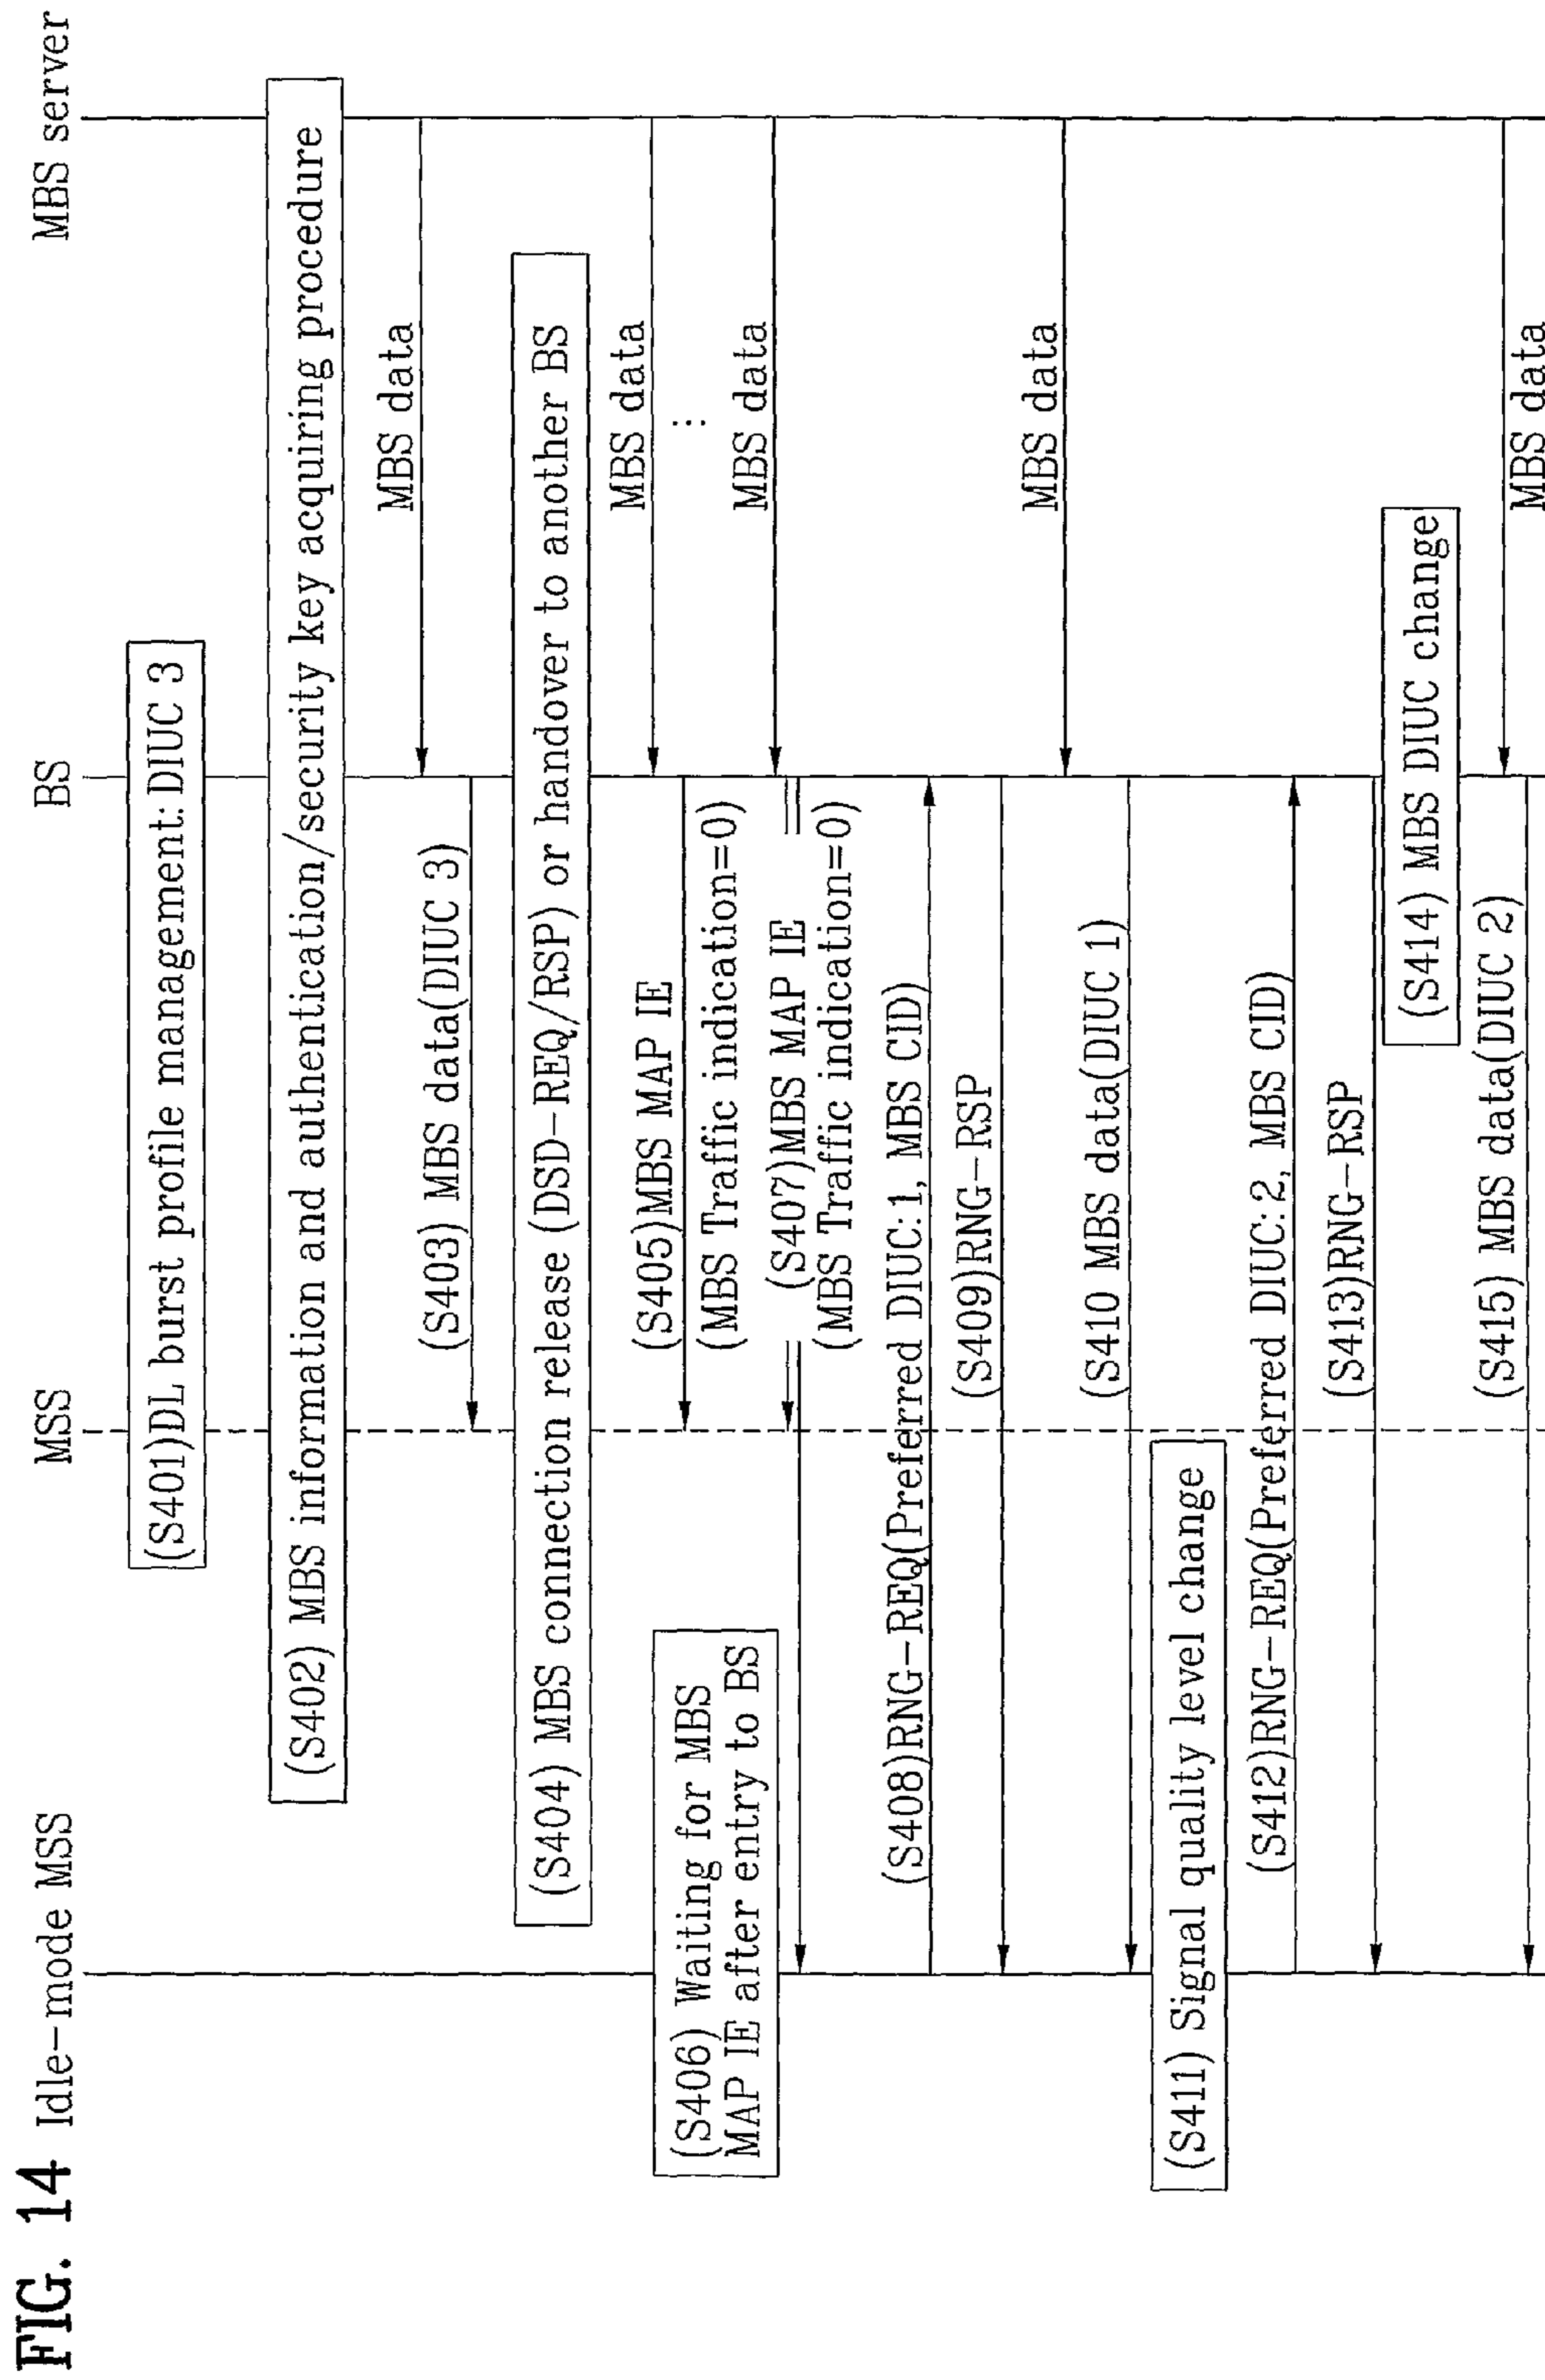 FIG. 14
Idle-mode MSS
MSS
BS
MBS server
(S401)DL burst profile management: DIUC 3
(S402) MBS information and authentication/security key acquiring procedure
MBS data
(S403) MBS data(DIUC 3)
(S404) MBS connection release (DSD-REQ/RSP) or handover to another BS
MBS data
(S405)MBS MAP IE
(MBS Traffic indication=0)
⋮
(S406) Waiting for MBS
MAP IE after entry to BS
MBS data
(S407)MBS MAP IE
(MBS Traffic indication=0)
(S408)RNG-REQ(Preferred DIUC:1, MBS CID)
(S409)RNG-RSP
MBS data
(S410 MBS data(DIUC 1)
(S411) Signal quality level change
(S412)RNG-REQ(Preferred DIUC:2, MBS CID)
(S413)RNG-RSP
(S414) MBS DIUC change
MBS data
(S415) MBS data(DIUC 2)